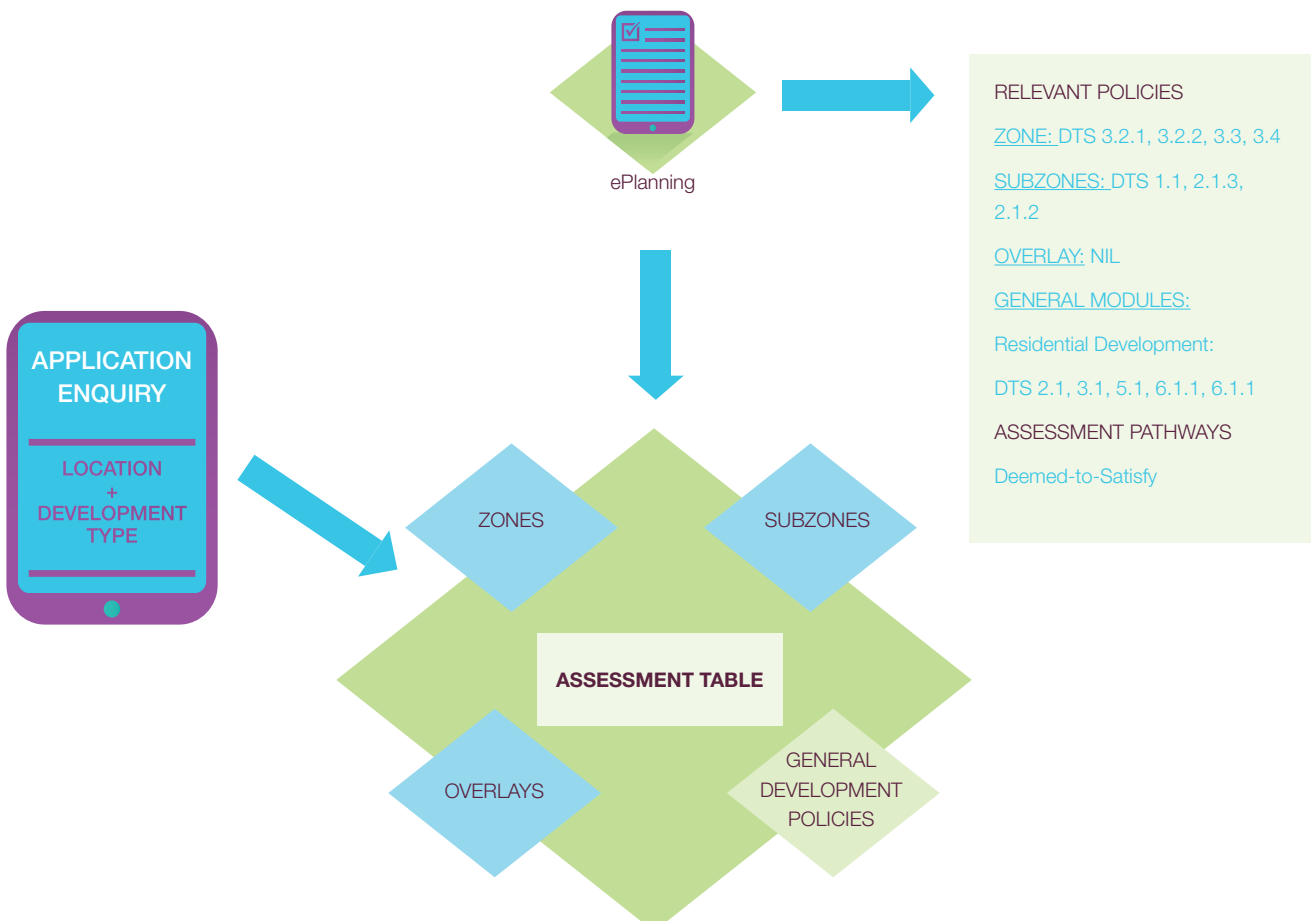 ePlanning
RELEVANT POLICIES
ZONE: DTS 3.2.1, 3.2.2, 3.3, 3.4
SUBZONES: DTS 1.1, 2.1.3,
2.1.2
OVERLAY: NIL
GENERAL MODULES:
Residential Development:
DTS 2.1, 3.1, 5.1, 6.1.1, 6.1.1
ASSESSMENT PATHWAYS
Deemed-to-Satisfy
APPLICATION
ENQUIRY
LOCATION
+
DEVELOPMENT
TYPE
ZONES
SUBZONES
ASSESSMENT TABLE
OVERLAYS
GENERAL
DEVELOPMENT
POLICIES